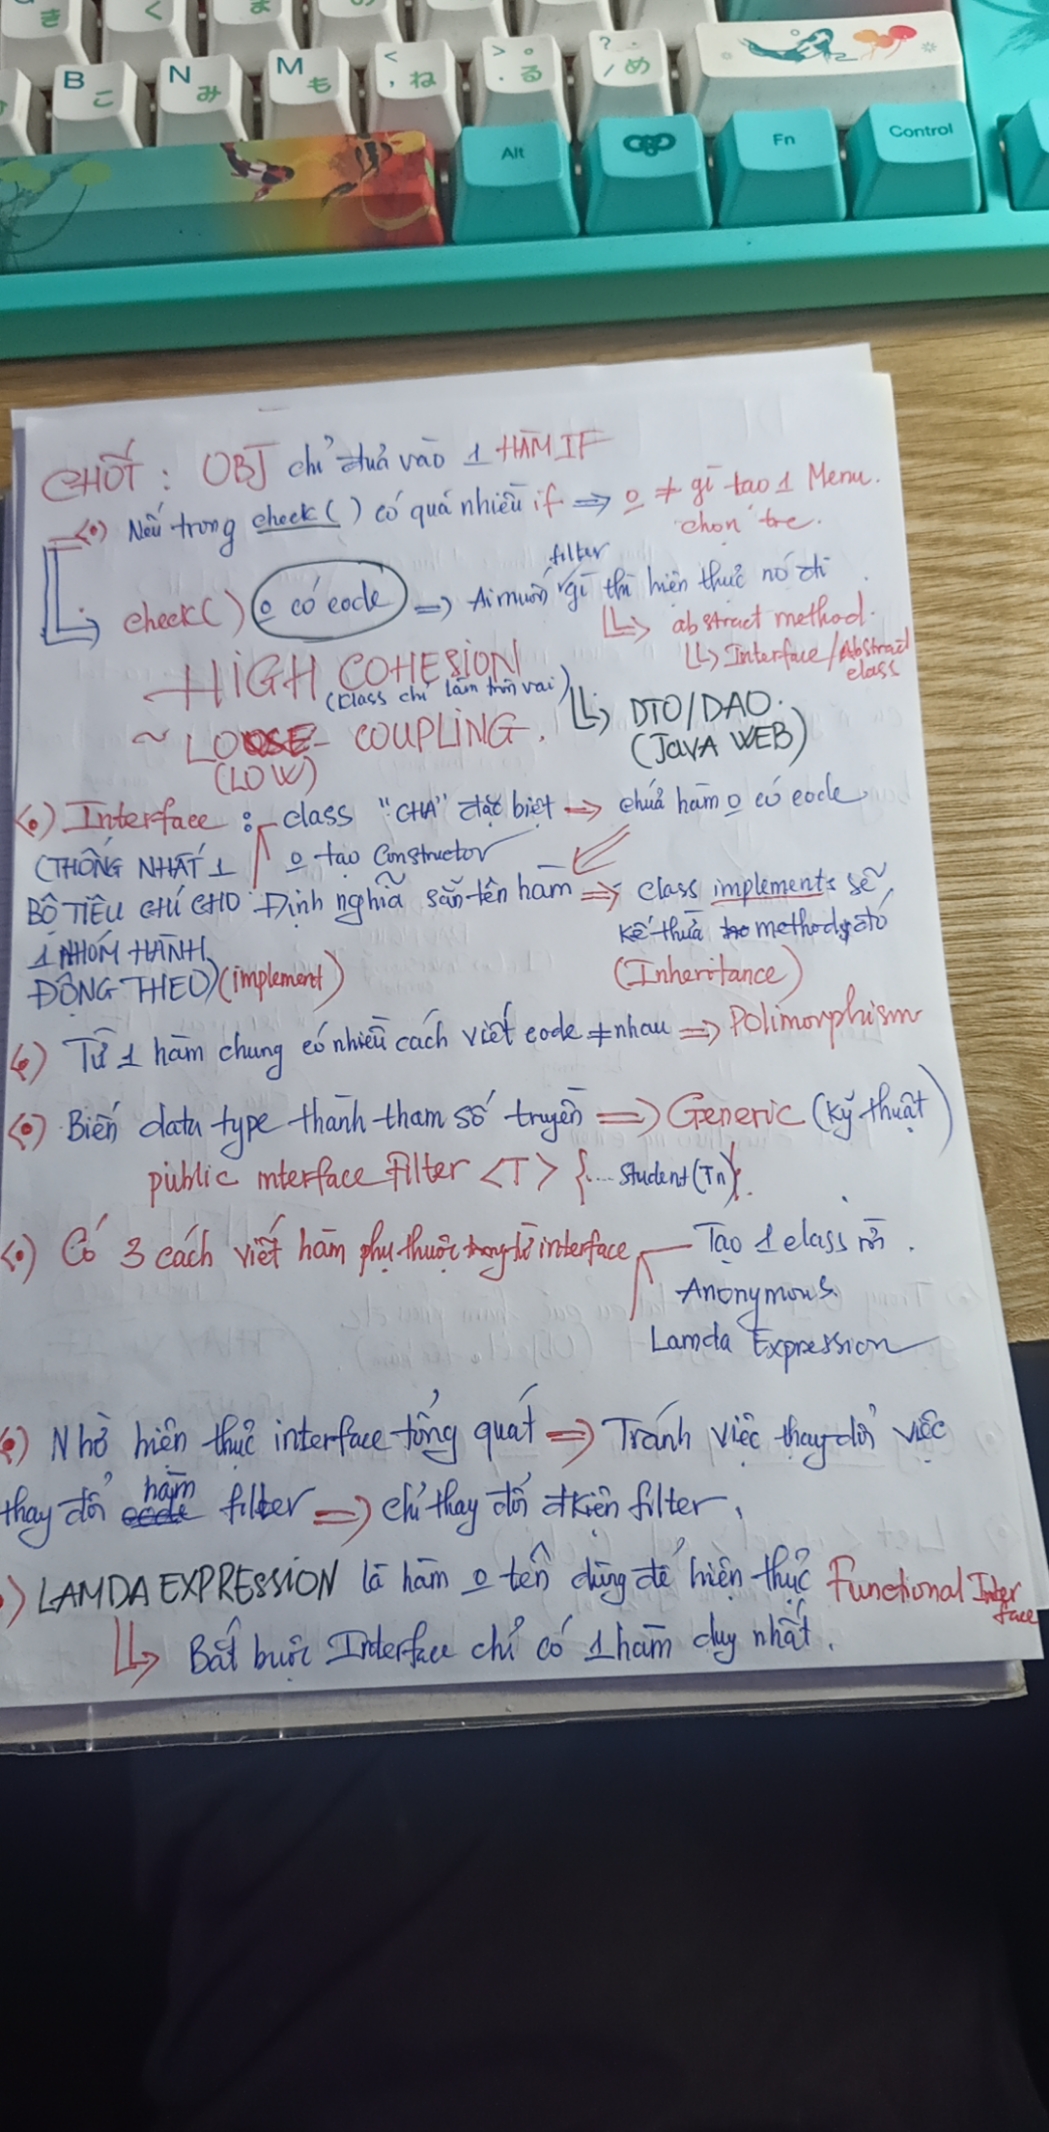 B こ N み M も < , ね > 。 . る ? ・ / め
Alt Fn Control
CHỐT : OBJ chỉ đưa vào 1 HÀM IF
Nếu trong check( ) có quá nhiều if => o ≠ gì tạo 1 Menu.
chọn
filter
check( ) o có code => Ai muốn gì thì hiện thực nó đi
abstract method.
Interface / Abstract
class
HIGH COHESION
(class chỉ làm tròn vai)
DTO/DAO.
(JAVA WEB)
~ LOOSE - COUPLING.
(LOW)
Interface : class "CHA" đặc biệt => chứa hàm o có code
(THỐNG NHẤT 1 o tạo Constructor
BỘ TIÊU CHÍ CHO Định nghĩa sẵn tên hàm => class implements sẽ
1 NHÓM HÀNH kế thừa method đó
ĐỘNG THEO) (implement) (Inheritance)
Từ 1 hàm chung có nhiều cách viết code ≠ nhau => Polimorphism
Biến data type thành tham số truyền => Generic (kỹ thuật)
public interface Filter <T> {... Student (Tn)}.
Có 3 cách viết hàm phụ thuộc từ interface Tạo 1 class mới.
Anonymous.
Lamda Expression
Nhờ hiện thực interface tổng quát => Tránh việc thay đổi việc
thay đổi hàm filter => chỉ thay đổi đkiện filter.
LAMDA EXPRESSION là hàm o tên dùng để hiện thực Functional Inter
face
Bắt buộc Interface chỉ có 1 hàm duy nhất.